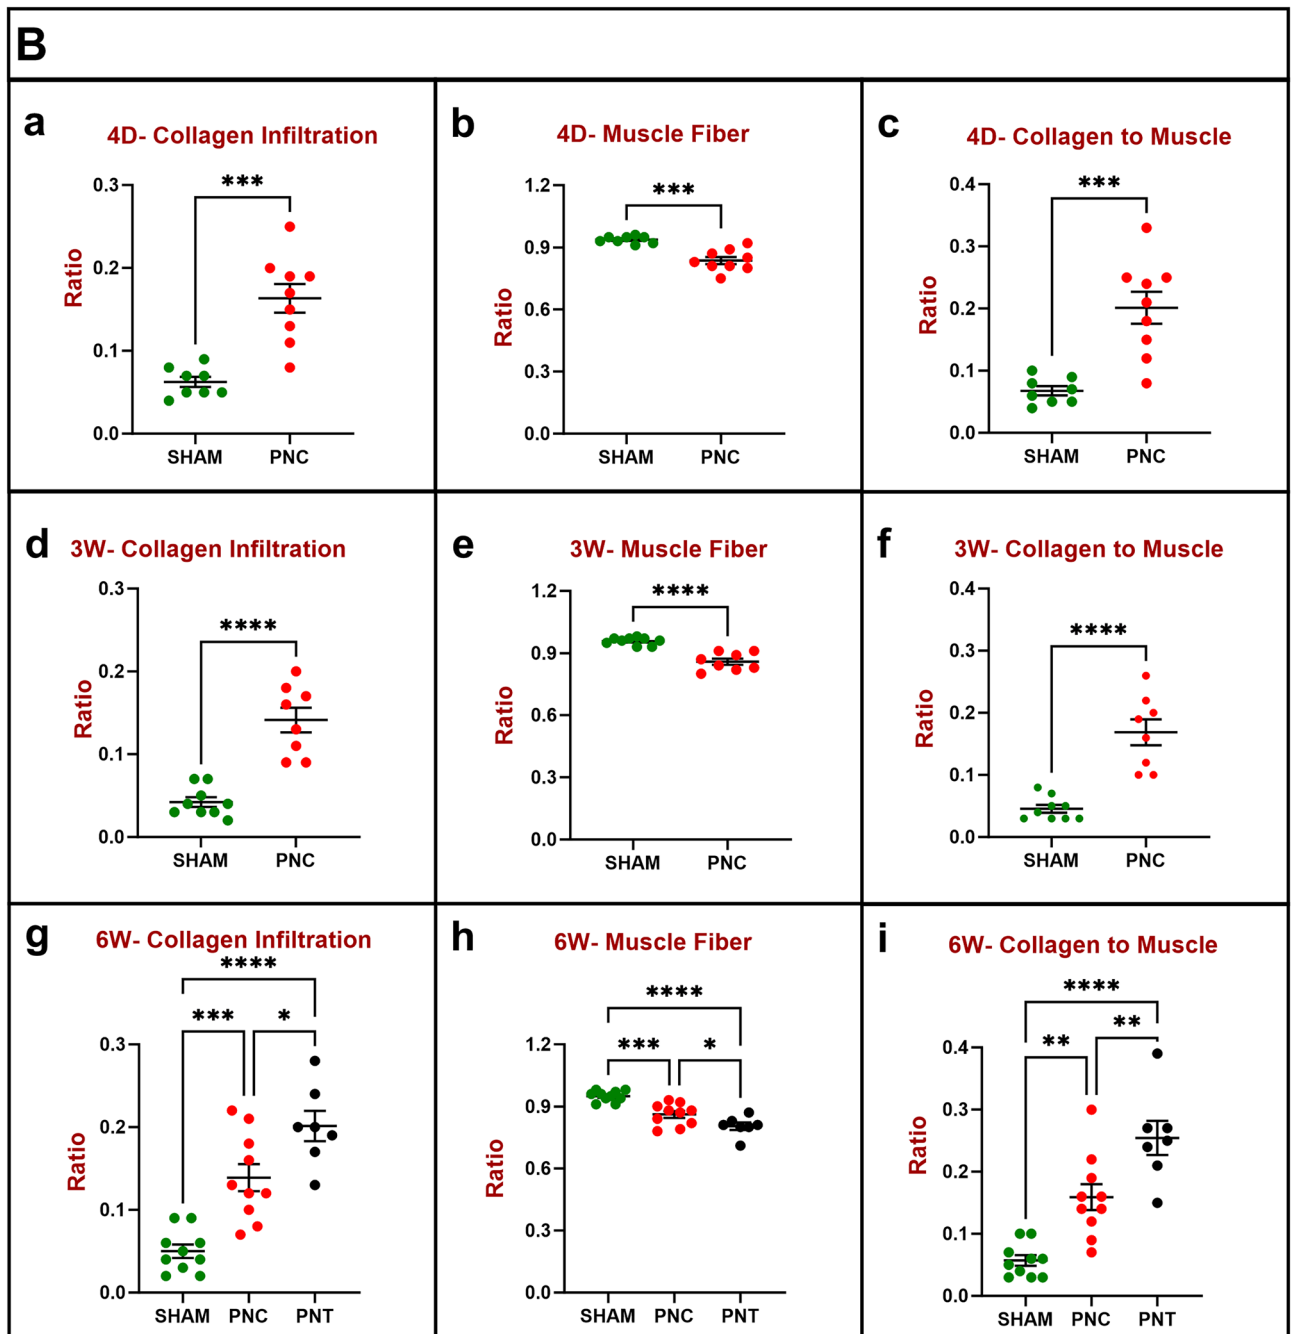 B
a
4D- Collagen Infiltration
***
0.3
0.2
0.1
0.0
Ratio
SHAM PNC
b
4D- Muscle Fiber
***
1.2
0.9
0.6
0.3
0.0
Ratio
SHAM PNC
c
4D- Collagen to Muscle
***
0.4
0.3
0.2
0.1
0.0
Ratio
SHAM PNC
d
3W- Collagen Infiltration
****
0.3
0.2
0.1
0.0
Ratio
SHAM PNC
e
3W- Muscle Fiber
****
1.2
0.9
0.6
0.3
0.0
Ratio
SHAM PNC
f
3W- Collagen to Muscle
****
0.4
0.3
0.2
0.1
0.0
Ratio
SHAM PNC
g
6W- Collagen Infiltration
****
*** *
0.3
0.2
0.1
0.0
Ratio
SHAM PNC PNT
h
6W- Muscle Fiber
****
*** *
1.2
0.9
0.6
0.3
0.0
Ratio
SHAM PNC PNT
i
6W- Collagen to Muscle
****
** **
0.4
0.3
0.2
0.1
0.0
Ratio
SHAM PNC PNT